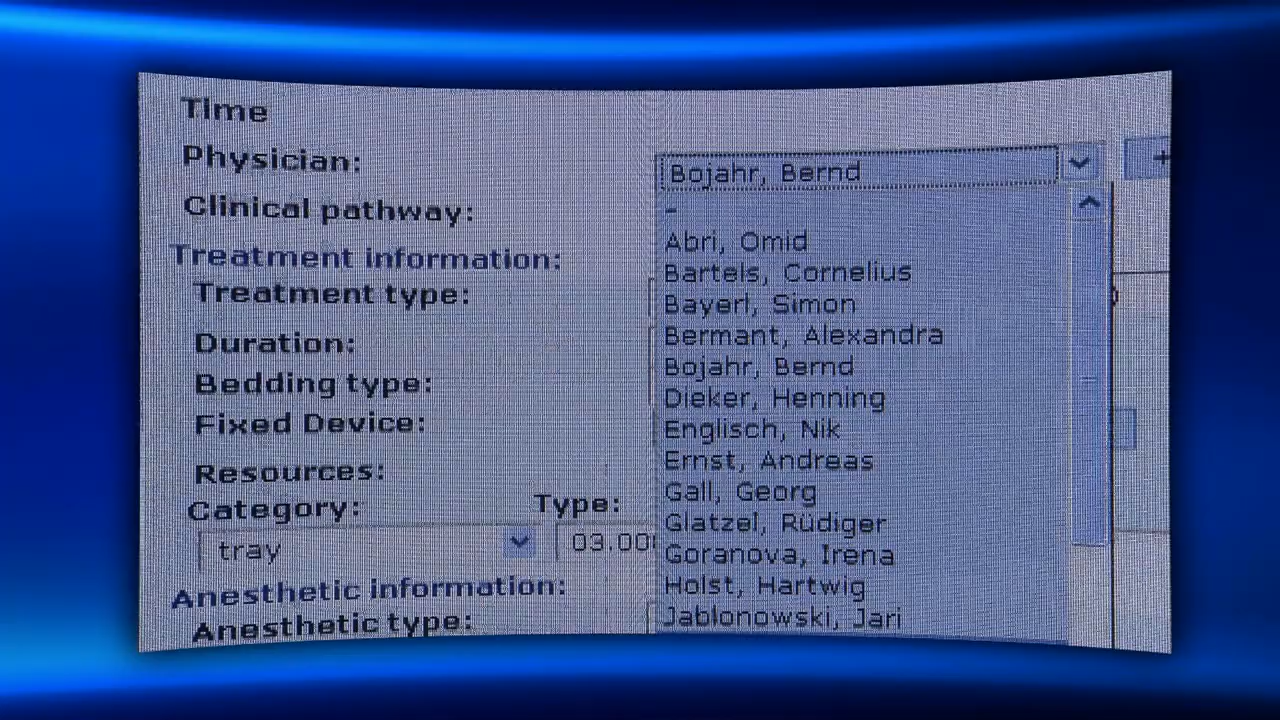 Time
Physician:
Bojahr, Bernd
+
Clinical pathway:
-
Abri, Omid
Treatment information:
Bartels, Cornelius
Treatment type:
Bayerl, Simon
Bermant, Alexandra
Duration:
Bojahr, Bernd
Bedding type:
Dieker, Henning
Fixed Device:
Englisch, Nik
Ernst, Andreas
Resources:
Gall, Georg
Category:
Type:
Glatzel, Rüdiger
tray
03.00
Goranova, Irena
Anesthetic information:
Holst, Hartwig
Anesthetic type:
Jablonowski, Jari